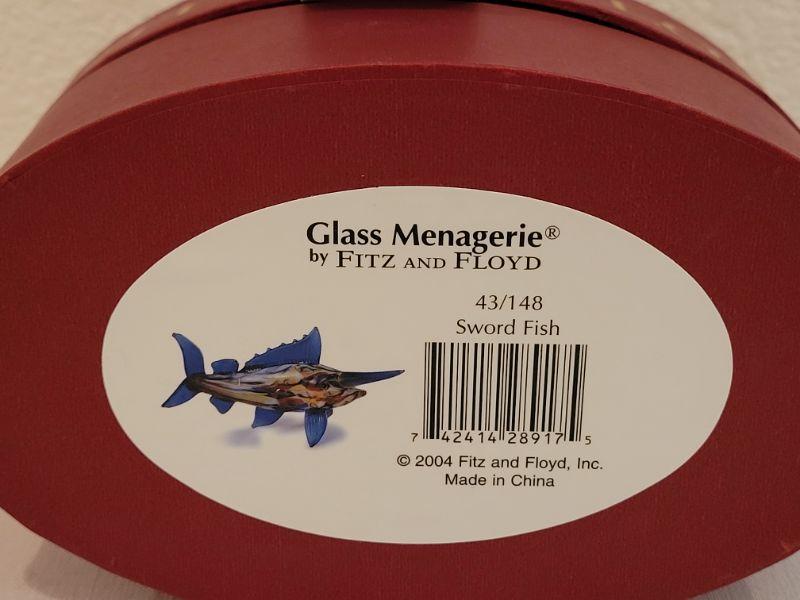 Glass Menagerie®
by FITZ AND FLOYD
43/148
Sword Fish
7 42414 28917 5
© 2004 Fitz and Floyd, Inc.
Made in China